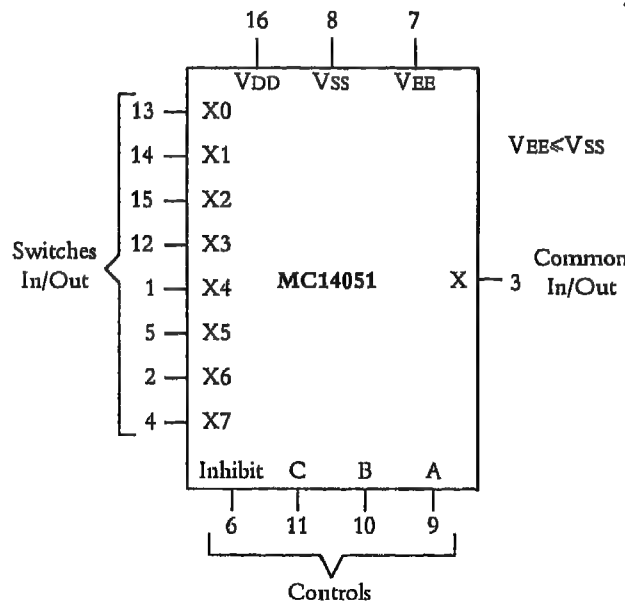 16 8 7
VDD VSS VEE
13 X0
14 X1
VEE≤VSS
15 X2
12 X3
Switches
In/Out
MC14051
X 3
Common
In/Out
1 X4
5 X5
2 X6
4 X7
Inhibit C B A
6 11 10 9
Controls